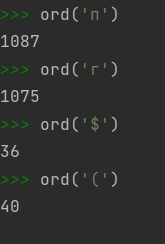 >>> ord('п')
1087
>>> ord('г')
1075
>>> ord('$')
36
>>> ord('(')
40